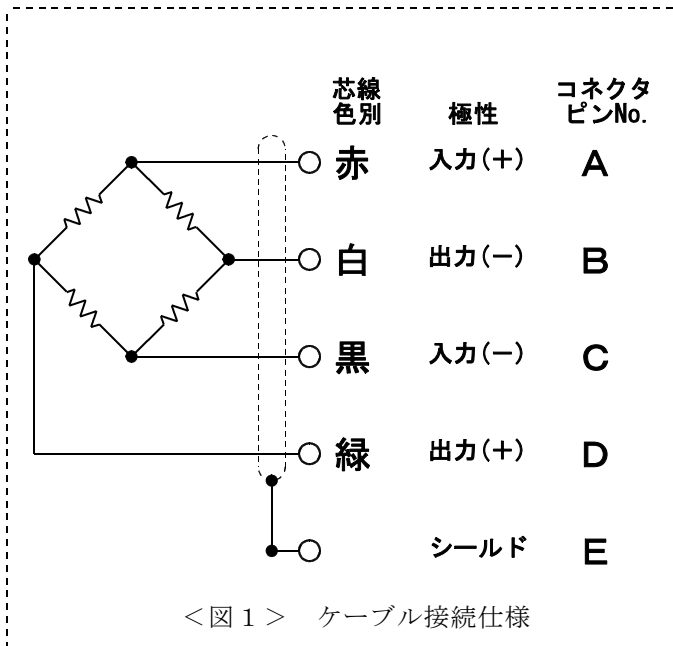 芯線
色別
極性
コネクタ
ピンNo.
赤 入力(+) A
白 出力(-) B
黒 入力(-) C
緑 出力(+) D
シールド E
<図1> ケーブル接続仕様